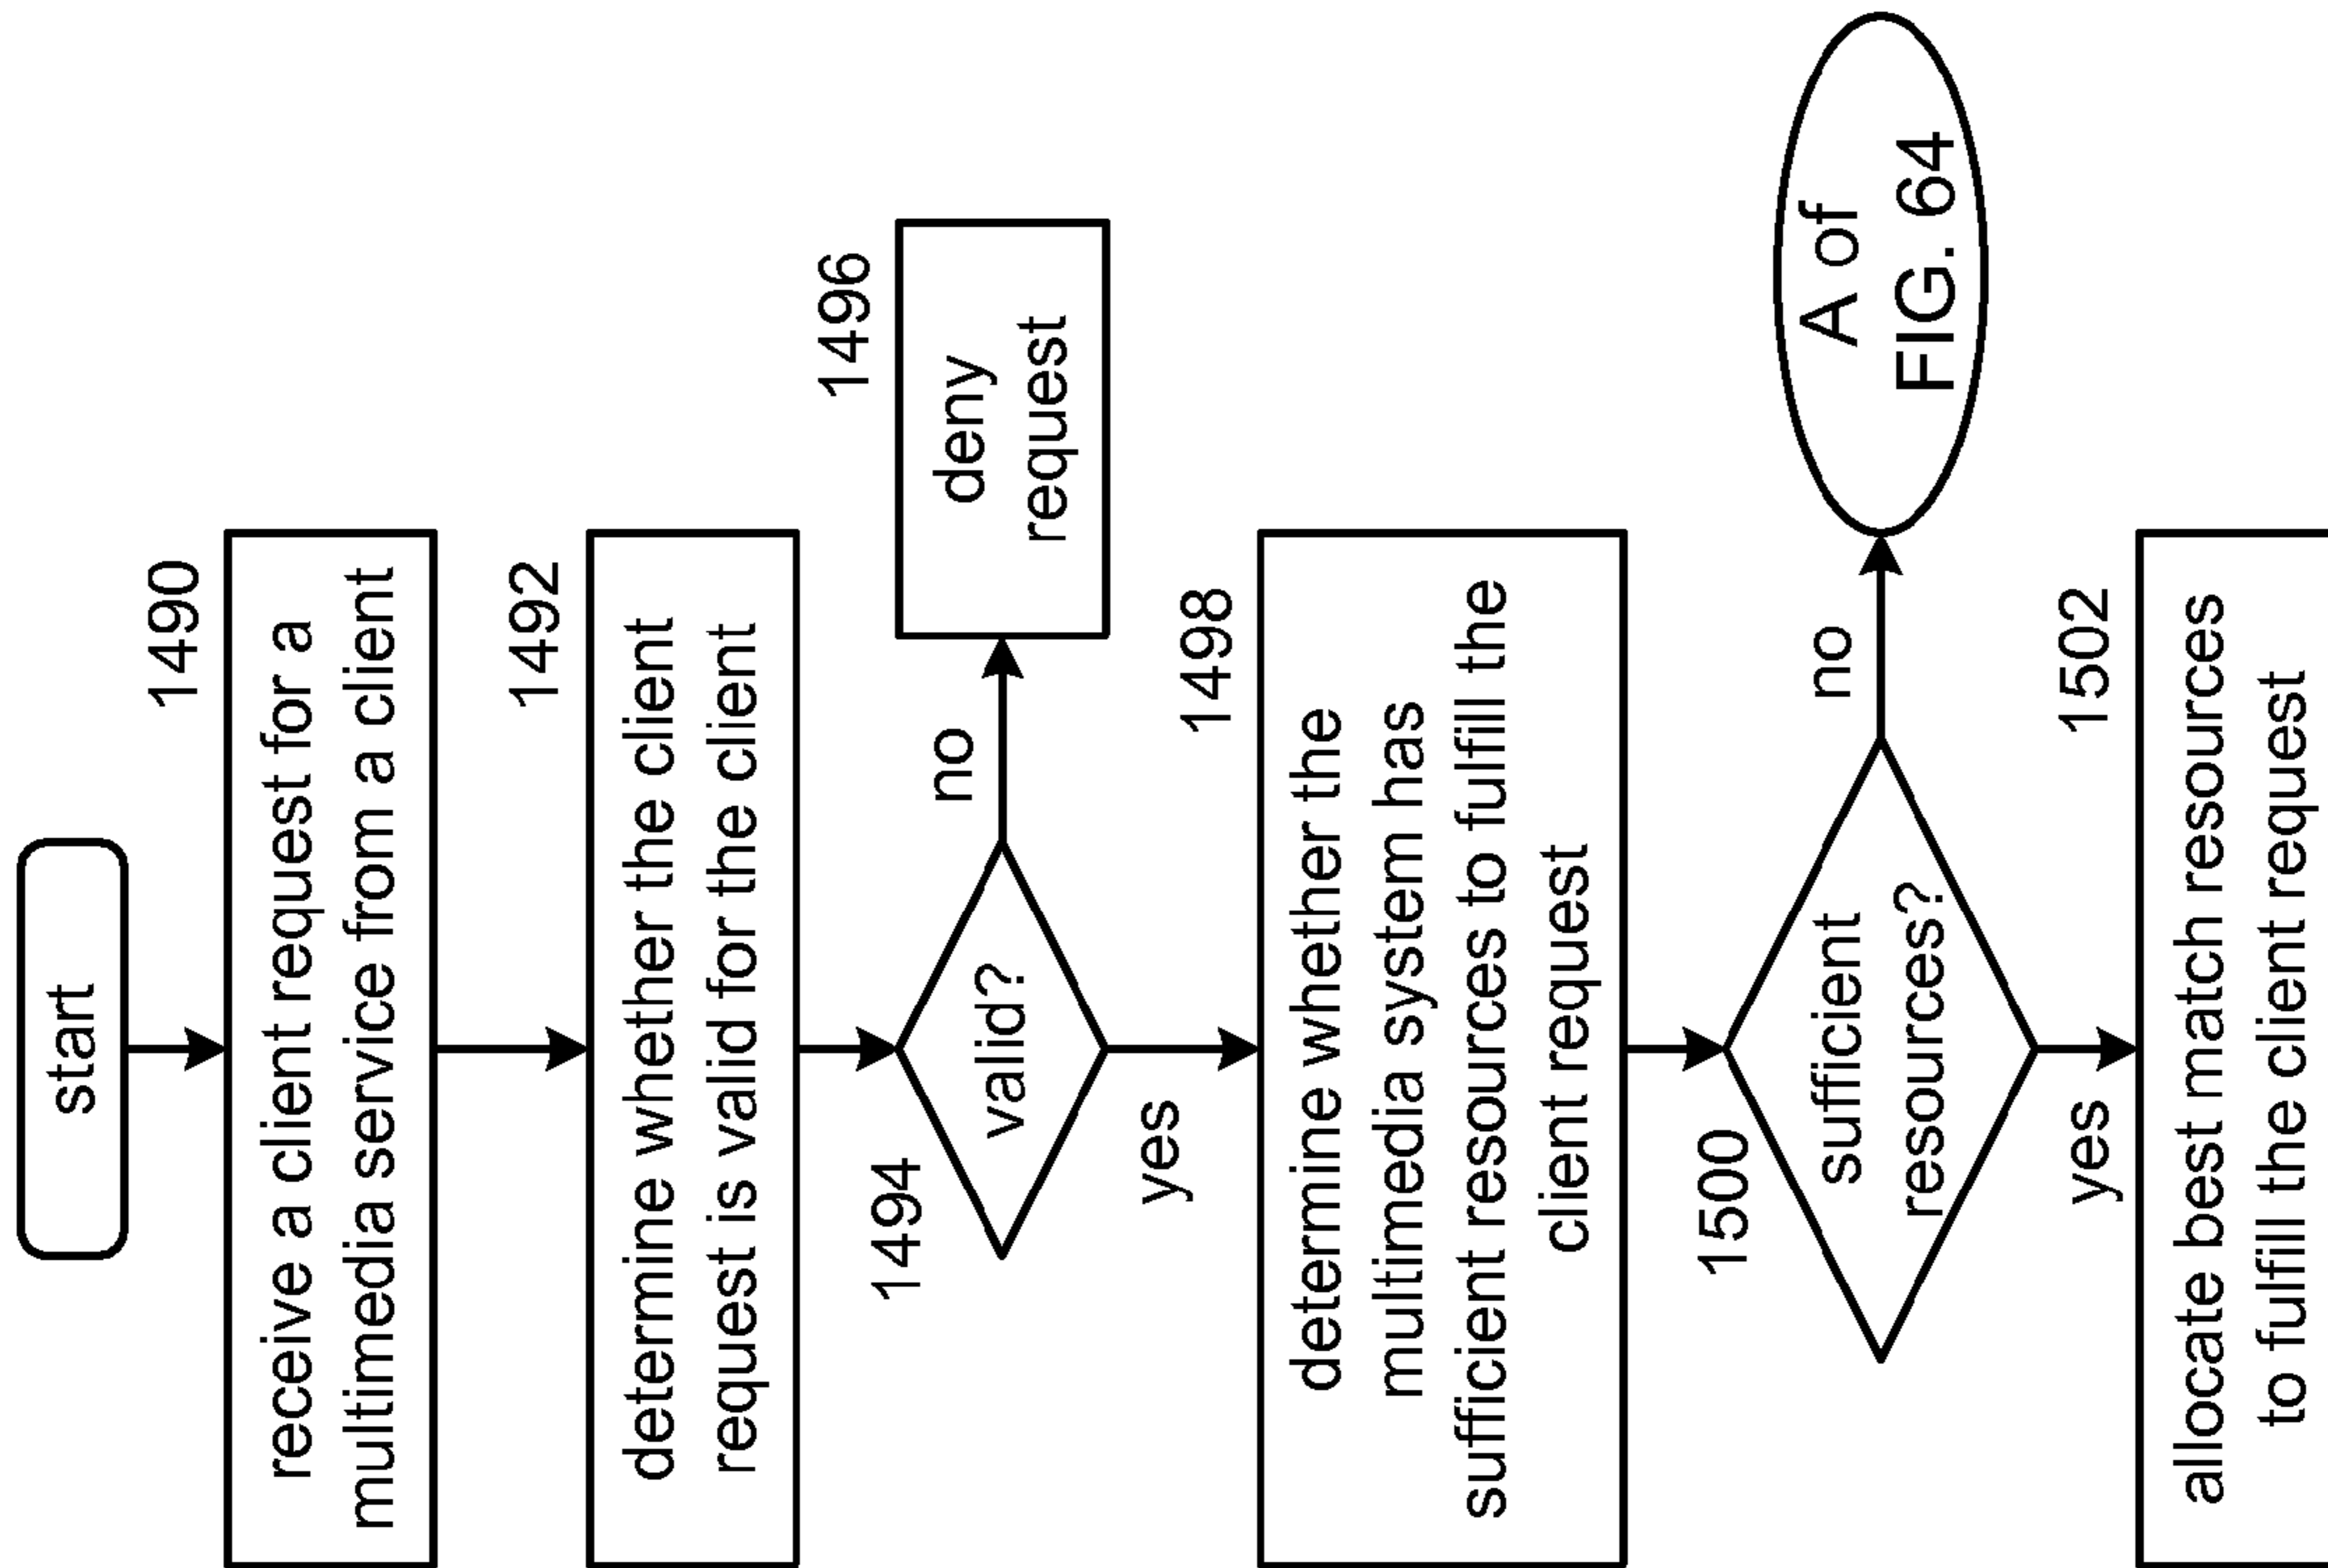 start
1490
receive a client request for a
multimedia service from a client
1492
determine whether the client
request is valid for the client
1494
valid?
no
1496
deny
request
yes
1498
determine whether the
multimedia system has
sufficient resources to fulfill the
client request
1500
sufficient
resources?
no
A of
FIG. 64
yes
1502
allocate best match resources
to fulfill the client request